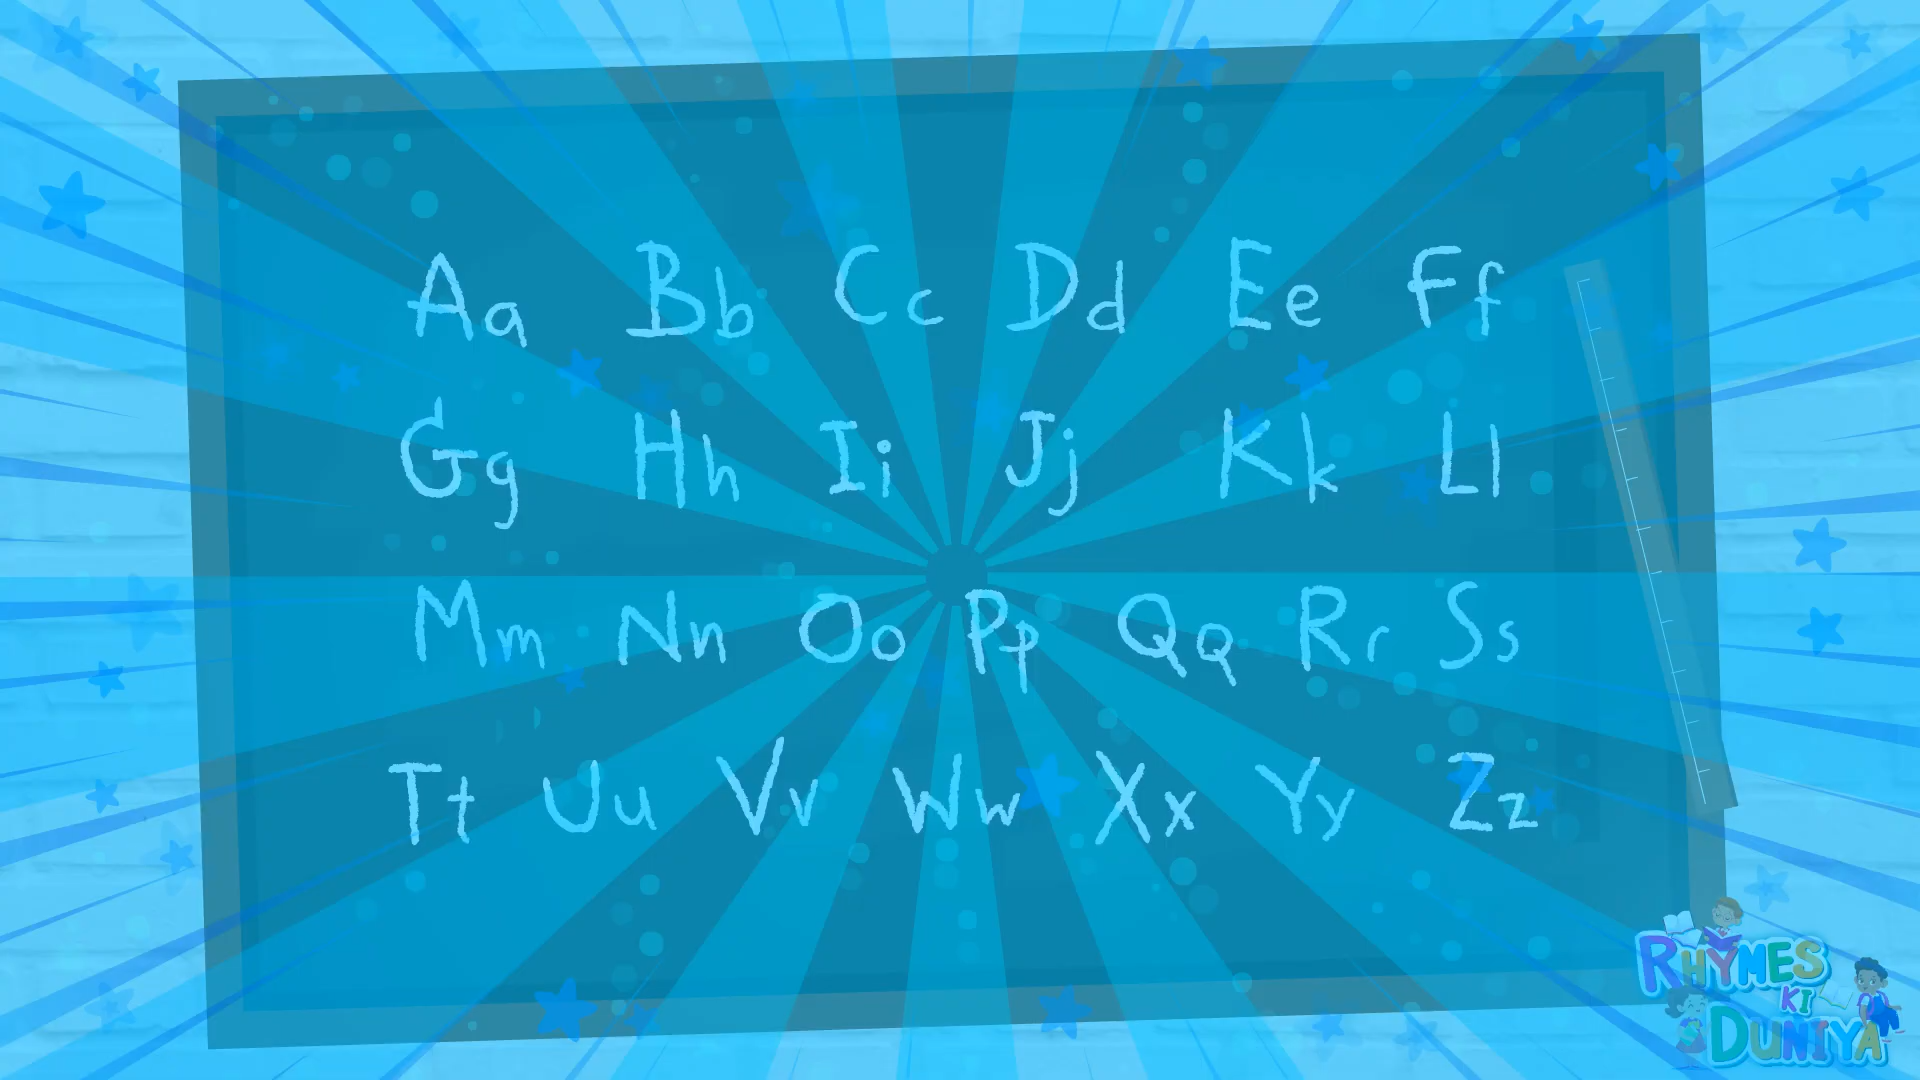 Aa Bb Cc Dd Ee Ff
Gg Hh Ii Jj Kk Ll
Mm Nn Oo Pp QQ Rr Ss
Tt Uu Vv Ww Xx Yy Zz
RHYMES
KI
DUNIYA